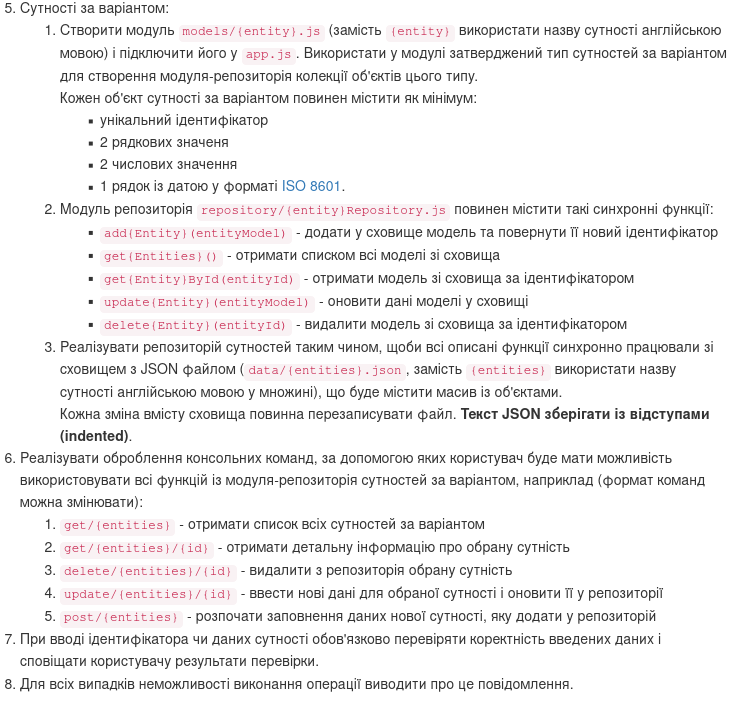 5. Сутності за варіантом:
1. Створити модуль models/{entity}.js (замість {entity} використати назву сутності англійською
мовою) і підключити його у app.js. Використати у модулі затверджений тип сутностей за варіантом
для створення модуля-репозиторія колекції об'єктів цього типу.
Кожен об'єкт сутності за варіантом повинен містити як мінімум:
▪ унікальний ідентифікатор
▪ 2 рядкових значеня
▪ 2 числових значення
▪ 1 рядок із датою у форматі ISO 8601.
2. Модуль репозиторія repository/{entity}Repository.js повинен містити такі синхронні функції:
▪ add{Entity}(entityModel) - додати у сховище модель та повернути її новий ідентифікатор
▪ get{Entities}() - отримати списком всі моделі зі сховища
▪ get{Entity}ById(entityId) - отримати модель зі сховища за ідентифікатором
▪ update{Entity}(entityModel) - оновити дані моделі у сховищі
▪ delete{Entity}(entityId) - видалити модель зі сховища за ідентифікатором
3. Реалізувати репозиторій сутностей таким чином, щоби всі описані функції синхронно працювали зі
сховищем з JSON файлом (data/{entities}.json, замість {entities} використати назву
сутності англійською мовою у множині), що буде містити масив із об'єктами.
Кожна зміна вмісту сховища повинна перезаписувати файл. Текст JSON зберігати із відступами
(indented).
6. Реалізувати оброблення консольних команд, за допомогою яких користувач буде мати можливість
використовувати всі функцій із модуля-репозиторія сутностей за варіантом, наприклад (формат команд
можна змінювати):
1. get/{entities} - отримати список всіх сутностей за варіантом
2. get/{entities}/{id} - отримати детальну інформацію про обрану сутність
3. delete/{entities}/{id} - видалити з репозиторія обрану сутність
4. update/{entities}/{id} - ввести нові дані для обраної сутності і оновити її у репозиторії
5. post/{entities} - розпочати заповнення даних нової сутності, яку додати у репозиторій
7. При вводі ідентифікатора чи даних сутності обов'язково перевіряти коректність введених даних і
сповіщати користувачу результати перевірки.
8. Для всіх випадків неможливості виконання операції виводити про це повідомлення.